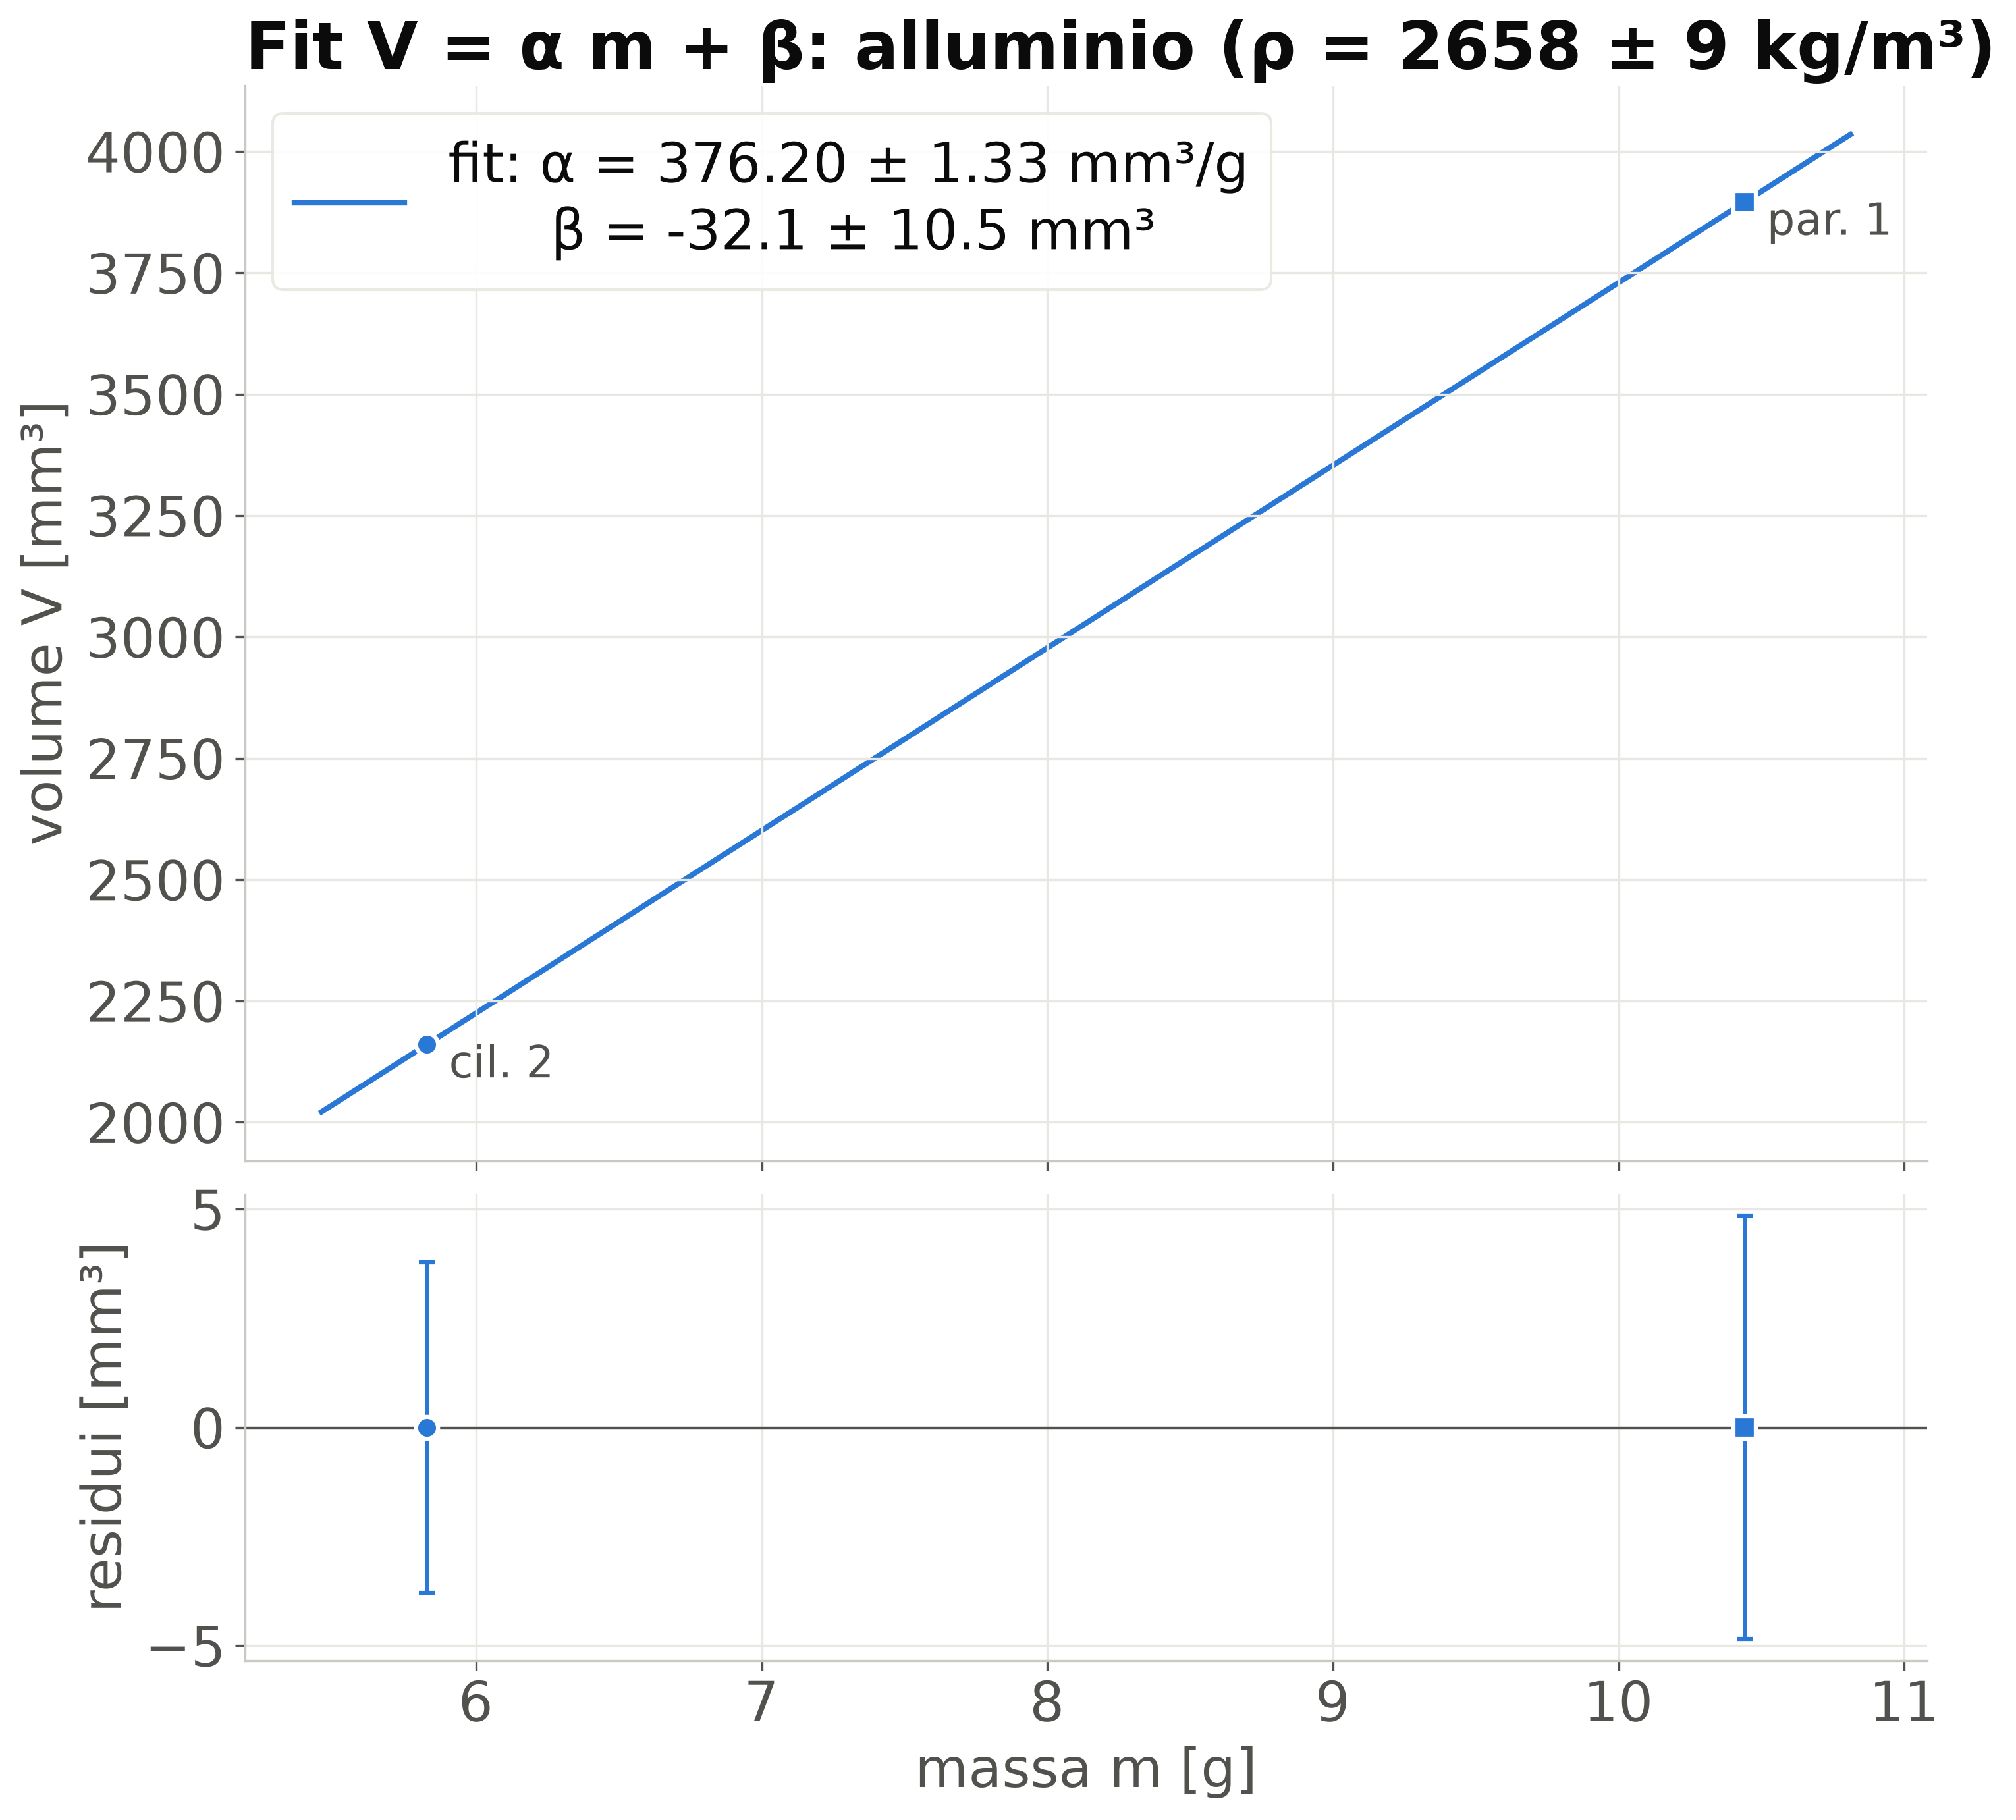 Fit V = α m + β: alluminio (ρ = 2658 ± 9 kg/m³)
fit: α = 376.20 ± 1.33 mm³/g
β = -32.1 ± 10.5 mm³
volume V [mm³]
4000
3750
3500
3250
3000
2750
2500
2250
2000
par. 1
cil. 2
residui [mm³]
5
0
−5
6 7 8 9 10 11
massa m [g]